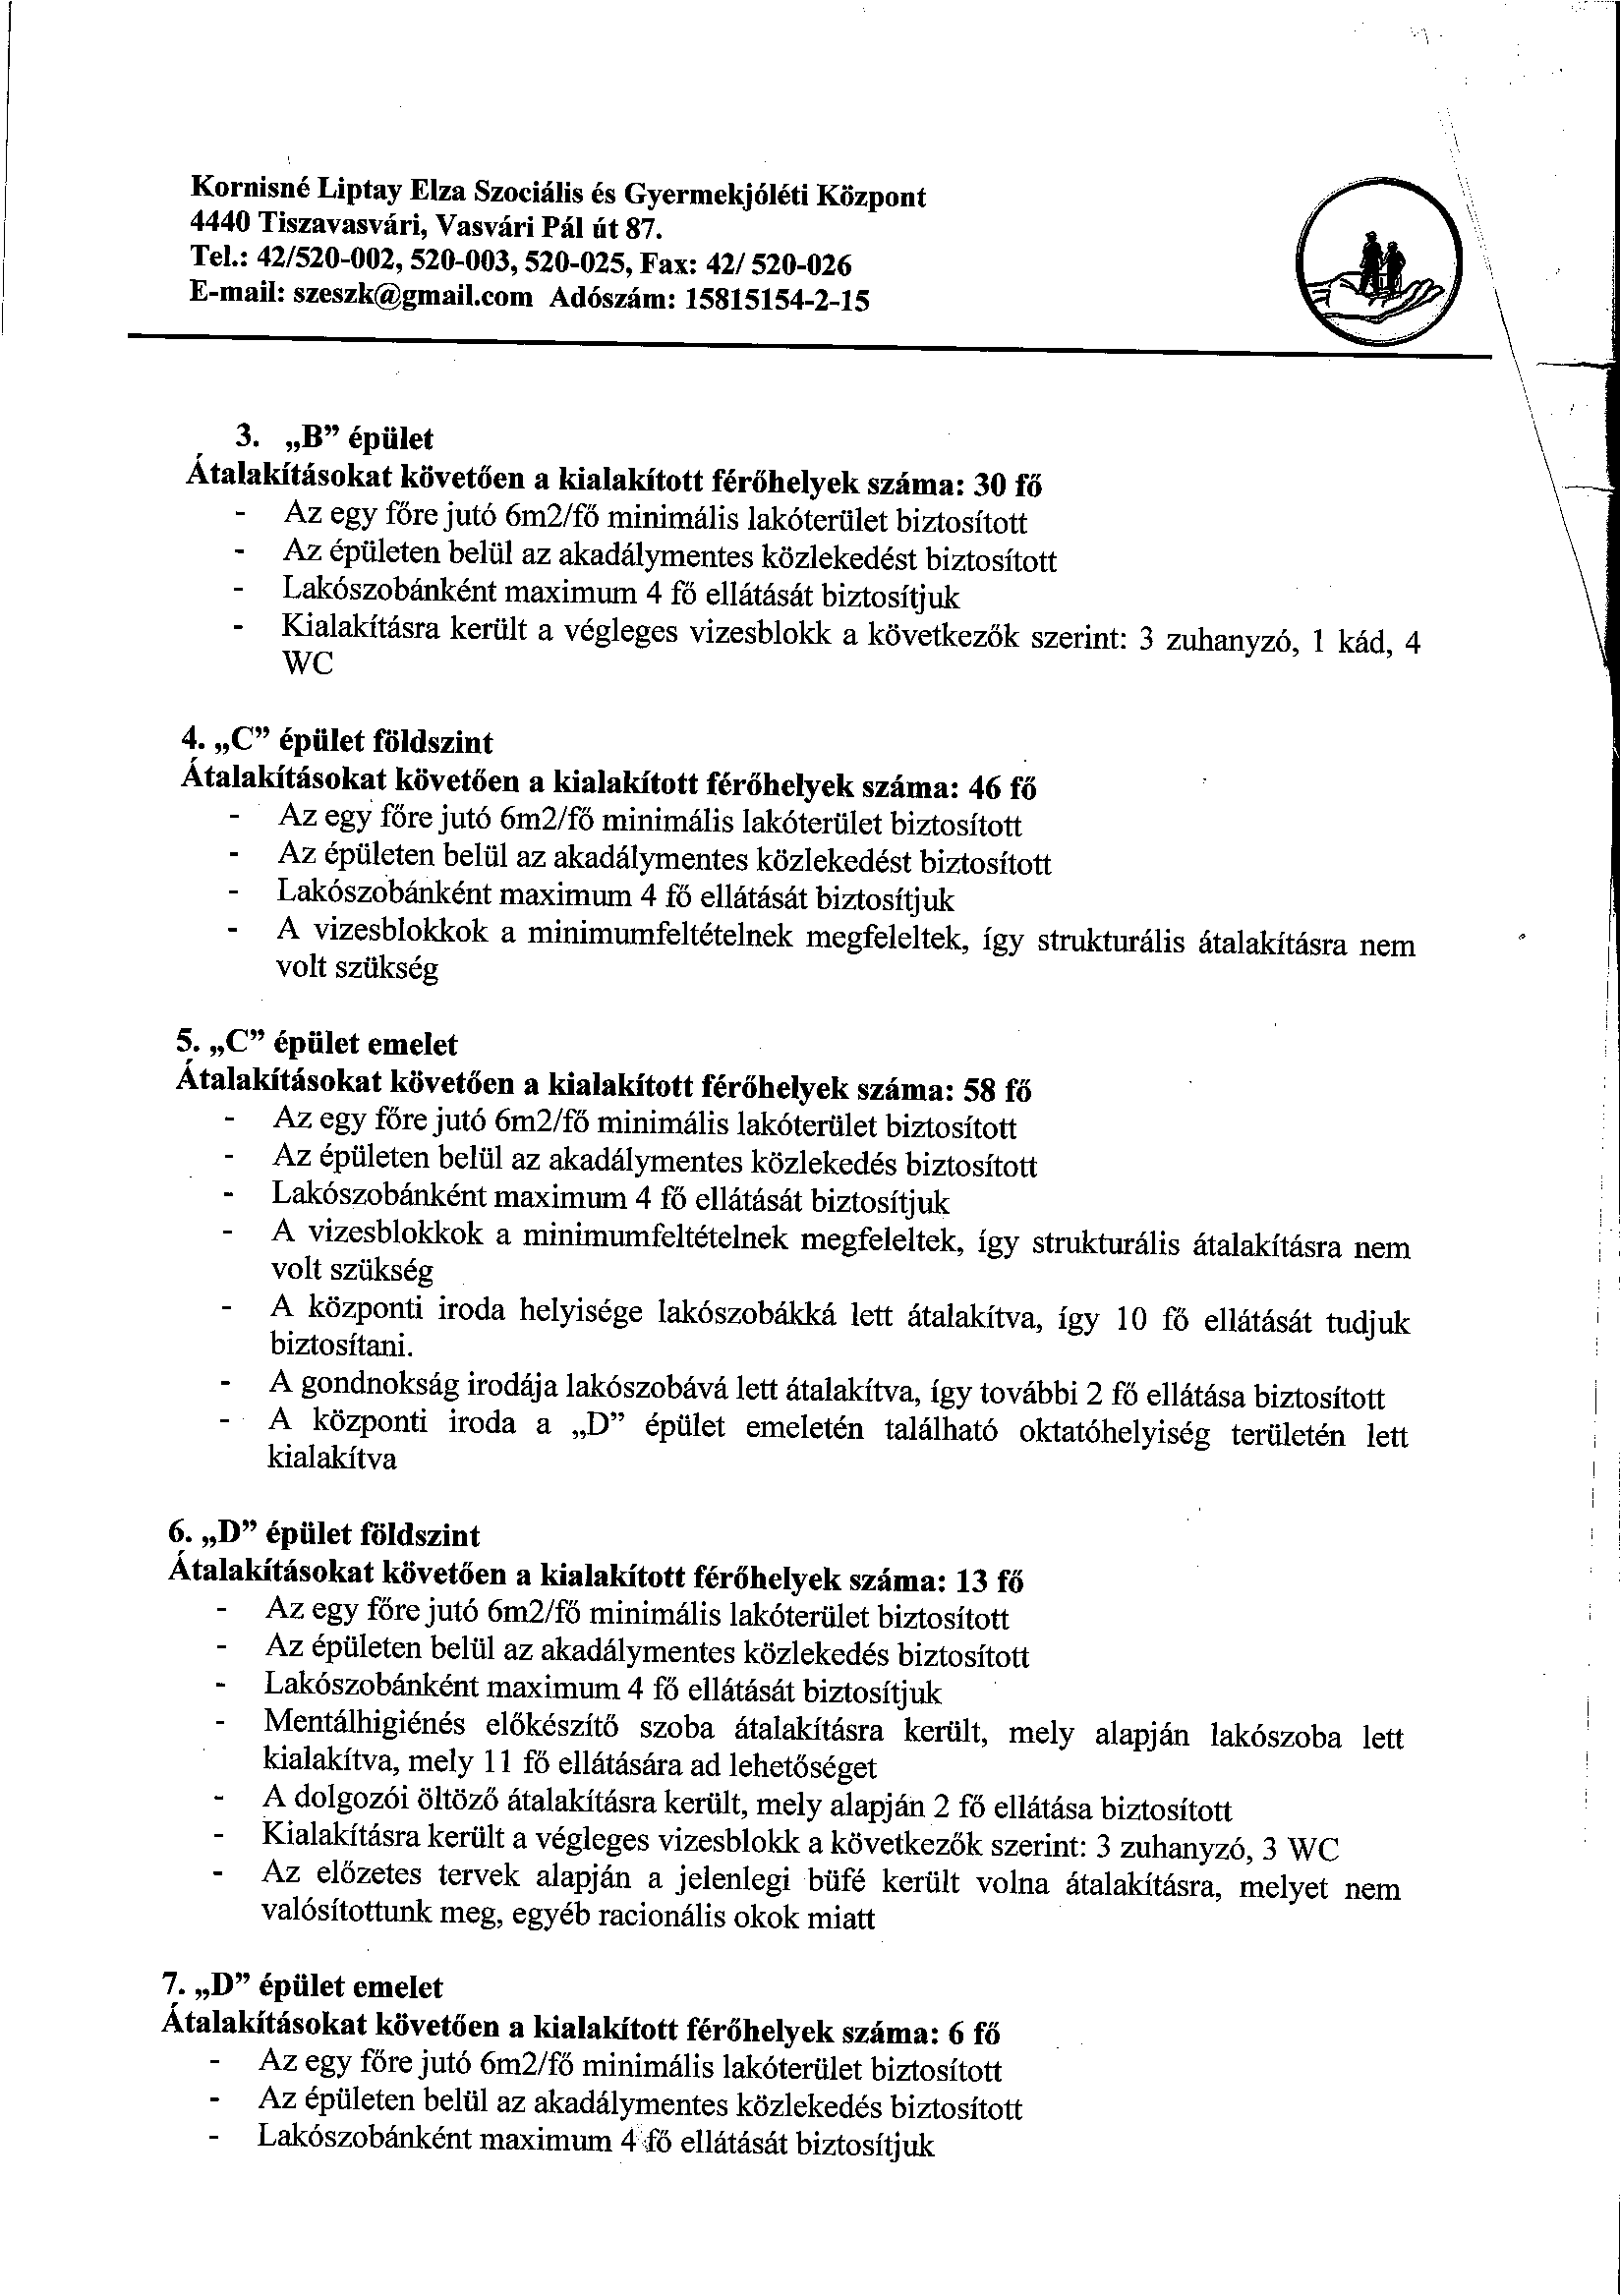 Kornisné Liptay Elza Szociális és Gyermekjóléti Központ
4440 Tiszavasvári, Vasvári Pál út 87.
Tel.: 42/520-002, 520-003, 520-025, Fax: 42/ 520-026
E-mail: szeszk@gmail.com Adószám: 15815154-2-15
3. „B” épület
Átalakításokat követően a kialakított férőhelyek száma: 30 fő
- Az egy főre jutó 6m2/fő minimális lakóterület biztosított
- Az épületen belül az akadálymentes közlekedést biztosított
- Lakószobánként maximum 4 fő ellátását biztosítjuk
- Kialakításra került a végleges vizesblokk a következők szerint: 3 zuhanyzó, 1 kád, 4
WC
4. „C” épület földszint
Átalakításokat követően a kialakított férőhelyek száma: 46 fő
- Az egy főre jutó 6m2/fő minimális lakóterület biztosított
- Az épületen belül az akadálymentes közlekedést biztosított
- Lakószobánként maximum 4 fő ellátását biztosítjuk
- A vizesblokkok a minimumfeltételnek megfeleltek, így strukturális átalakításra nem
volt szükség
5. „C” épület emelet
Átalakításokat követően a kialakított férőhelyek száma: 58 fő
- Az egy főre jutó 6m2/fő minimális lakóterület biztosított
- Az épületen belül az akadálymentes közlekedés biztosított
- Lakószobánként maximum 4 fő ellátását biztosítjuk
- A vizesblokkok a minimumfeltételnek megfeleltek, így strukturális átalakításra nem
volt szükség
- A központi iroda helyisége lakószobákká lett átalakítva, így 10 fő ellátását tudjuk
biztosítani.
- A gondnokság irodája lakószobává lett átalakítva, így további 2 fő ellátása biztosított
- A központi iroda a „D” épület emeletén található oktatóhelyiség területén lett
kialakítva
6. „D” épület földszint
Átalakításokat követően a kialakított férőhelyek száma: 13 fő
- Az egy főre jutó 6m2/fő minimális lakóterület biztosított
- Az épületen belül az akadálymentes közlekedés biztosított
- Lakószobánként maximum 4 fő ellátását biztosítjuk
- Mentálhigiénés előkészítő szoba átalakításra került, mely alapján lakószoba lett
kialakítva, mely 11 fő ellátására ad lehetőséget
- A dolgozói öltöző átalakításra került, mely alapján 2 fő ellátása biztosított
- Kialakításra került a végleges vizesblokk a következők szerint: 3 zuhanyzó, 3 WC
- Az előzetes tervek alapján a jelenlegi büfé került volna átalakításra, melyet nem
valósítottunk meg, egyéb racionális okok miatt
7. „D” épület emelet
Átalakításokat követően a kialakított férőhelyek száma: 6 fő
- Az egy főre jutó 6m2/fő minimális lakóterület biztosított
- Az épületen belül az akadálymentes közlekedés biztosított
- Lakószobánként maximum 4 fő ellátását biztosítjuk